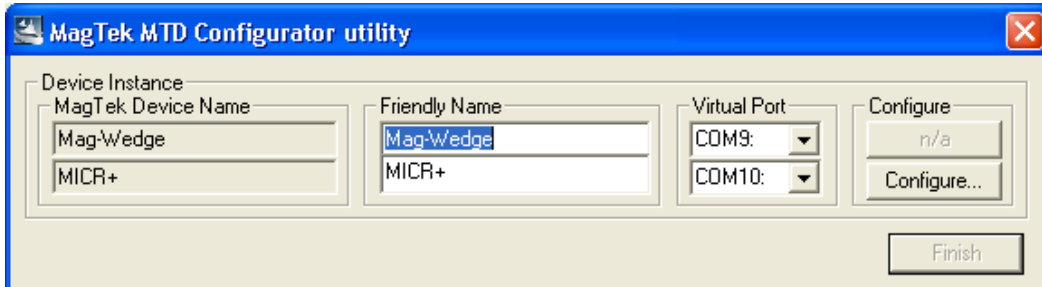 MagTek MTD Configurator utility
Device Instance
MagTek Device Name Friendly Name Virtual Port Configure
Mag-Wedge Mag-Wedge COM9: n/a
MICR+ MICR+ COM10: Configure...
Finish